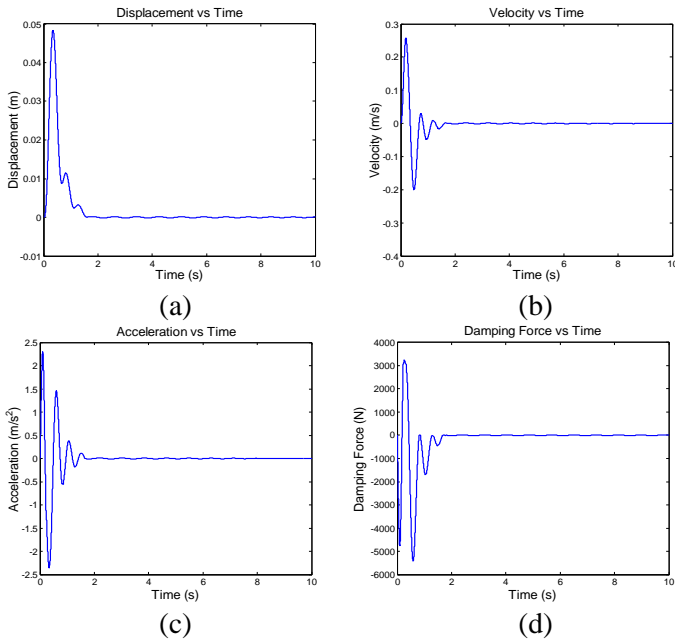 Displacement vs Time
0.05
0.04
0.03
0.02
0.01
0
-0.01
Displacement (m)
0 2 4 6 8 10
Time (s)
(a)
Velocity vs Time
0.3
0.2
0.1
0
-0.1
-0.2
-0.3
-0.4
Velocity (m/s)
0 2 4 6 8 10
Time (s)
(b)
Acceleration vs Time
2.5
2
1.5
1
0.5
0
-0.5
-1
-1.5
-2
-2.5
Acceleration (m/s²)
0 2 4 6 8 10
Time (s)
(c)
Damping Force vs Time
4000
3000
2000
1000
0
-1000
-2000
-3000
-4000
-5000
-6000
Damping Force (N)
0 2 4 6 8 10
Time (s)
(d)